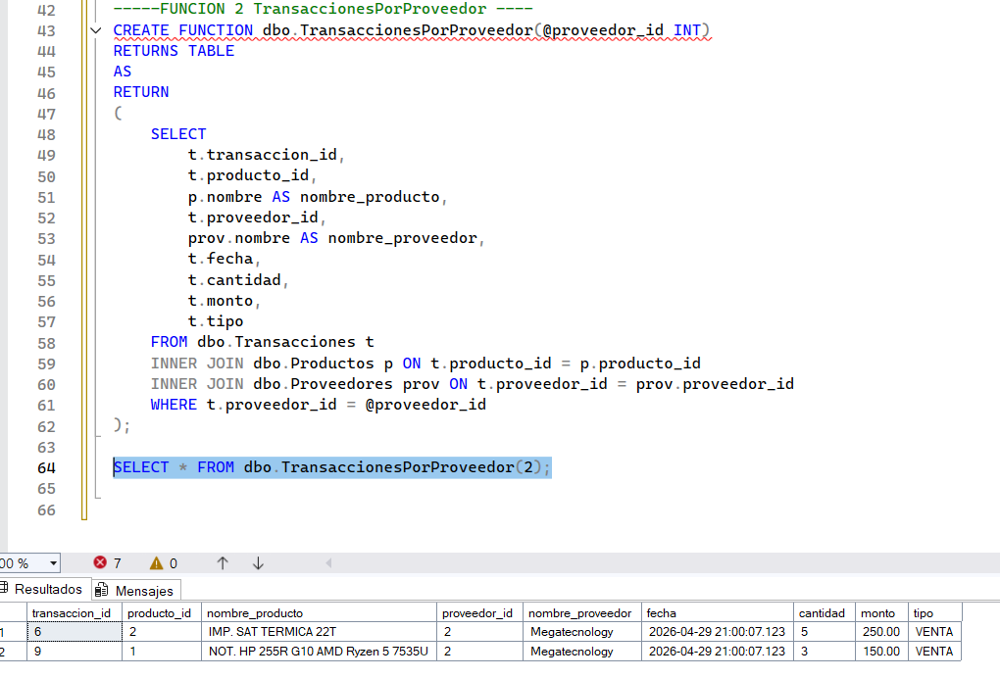 42 -----FUNCION 2 TransaccionesPorProveedor ----
43 CREATE FUNCTION dbo.TransaccionesPorProveedor(@proveedor_id INT)
44 RETURNS TABLE
45 AS
46 RETURN
47 (
48 SELECT
49 t.transaccion_id,
50 t.producto_id,
51 p.nombre AS nombre_producto,
52 t.proveedor_id,
53 prov.nombre AS nombre_proveedor,
54 t.fecha,
55 t.cantidad,
56 t.monto,
57 t.tipo
58 FROM dbo.Transacciones t
59 INNER JOIN dbo.Productos p ON t.producto_id = p.producto_id
60 INNER JOIN dbo.Proveedores prov ON t.proveedor_id = prov.proveedor_id
61 WHERE t.proveedor_id = @proveedor_id
62 );
63
64 SELECT * FROM dbo.TransaccionesPorProveedor(2);
65
66
00 % 7 0
Resultados Mensajes
transaccion_id producto_id nombre_producto proveedor_id nombre_proveedor fecha cantidad monto tipo
1 6 2 IMP. SAT TERMICA 22T 2 Megatecnology 2026-04-29 21:00:07.123 5 250.00 VENTA
2 9 1 NOT. HP 255R G10 AMD Ryzen 5 7535U 2 Megatecnology 2026-04-29 21:00:07.123 3 150.00 VENTA